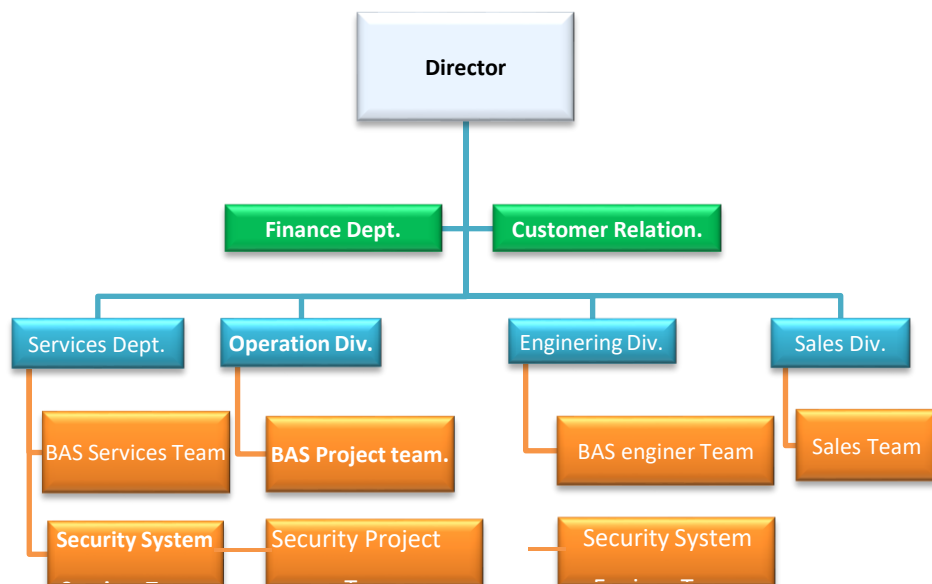 Director
Finance Dept.
Customer Relation.
Services Dept.
Operation Div.
Enginering Div.
Sales Div.
BAS Services Team
BAS Project team.
BAS enginer Team
Sales Team
Security System
Security Project
Security System